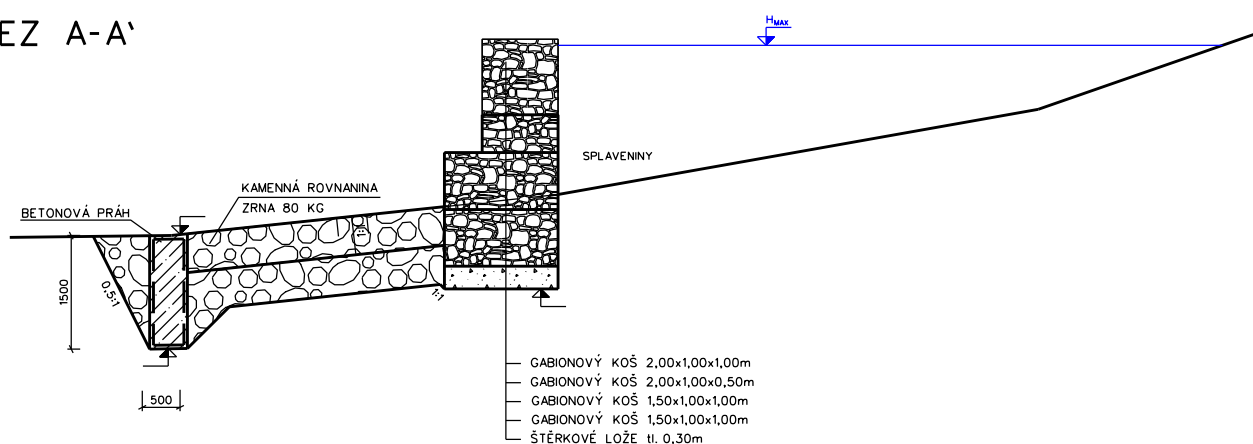 EZ A-A'
HMAX
SPLAVENINY
KAMENNÁ ROVNANINA
ZRNA 80 KG
BETONOVÁ PRÁH
1500
0,5:1
1:1
500
GABIONOVÝ KOŠ 2,00x1,00x1,00m
GABIONOVÝ KOŠ 2,00x1,00x0,50m
GABIONOVÝ KOŠ 1,50x1,00x1,00m
GABIONOVÝ KOŠ 1,50x1,00x1,00m
ŠTĚRKOVÉ LOŽE tl. 0,30m